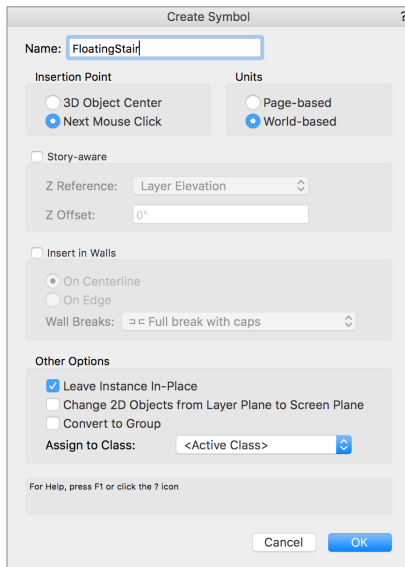 Create Symbol ?
Name: FloatingStair
Insertion Point Units
3D Object Center Page-based
Next Mouse Click World-based
Story-aware
Z Reference: Layer Elevation
Z Offset: 0"
Insert in Walls
On Centerline
On Edge
Wall Breaks: Full break with caps
Other Options
Leave Instance In-Place
Change 2D Objects from Layer Plane to Screen Plane
Convert to Group
Assign to Class: <Active Class>
For Help, press F1 or click the ? icon
Cancel OK